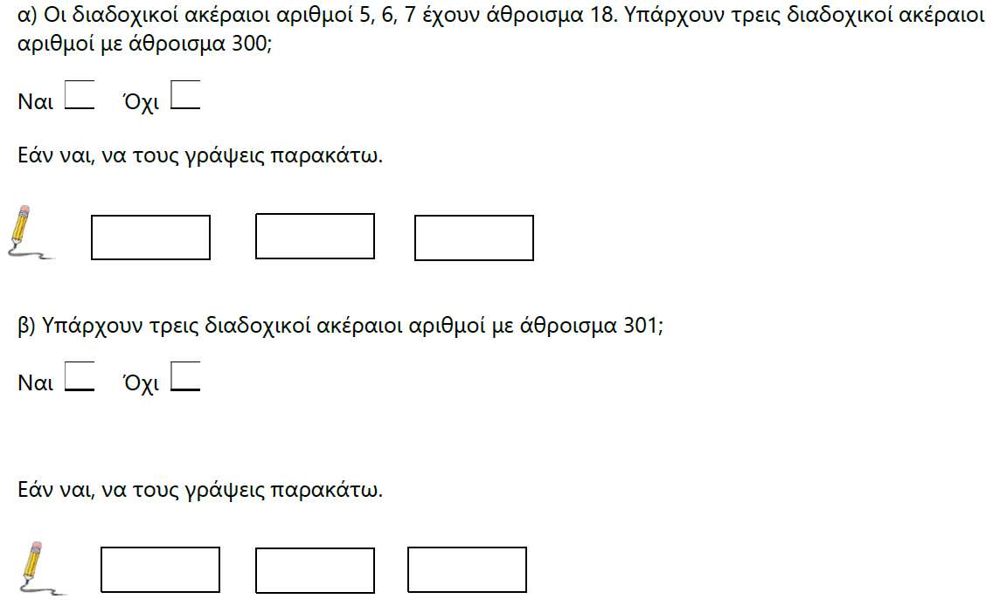 α) Οι διαδοχικοί ακέραιοι αριθμοί 5, 6, 7 έχουν άθροισμα 18. Υπάρχουν τρεις διαδοχικοί ακέραιοι
αριθμοί με άθροισμα 300;
Ναι Όχι
Εάν ναι, να τους γράψεις παρακάτω.
β) Υπάρχουν τρεις διαδοχικοί ακέραιοι αριθμοί με άθροισμα 301;
Ναι Όχι
Εάν ναι, να τους γράψεις παρακάτω.